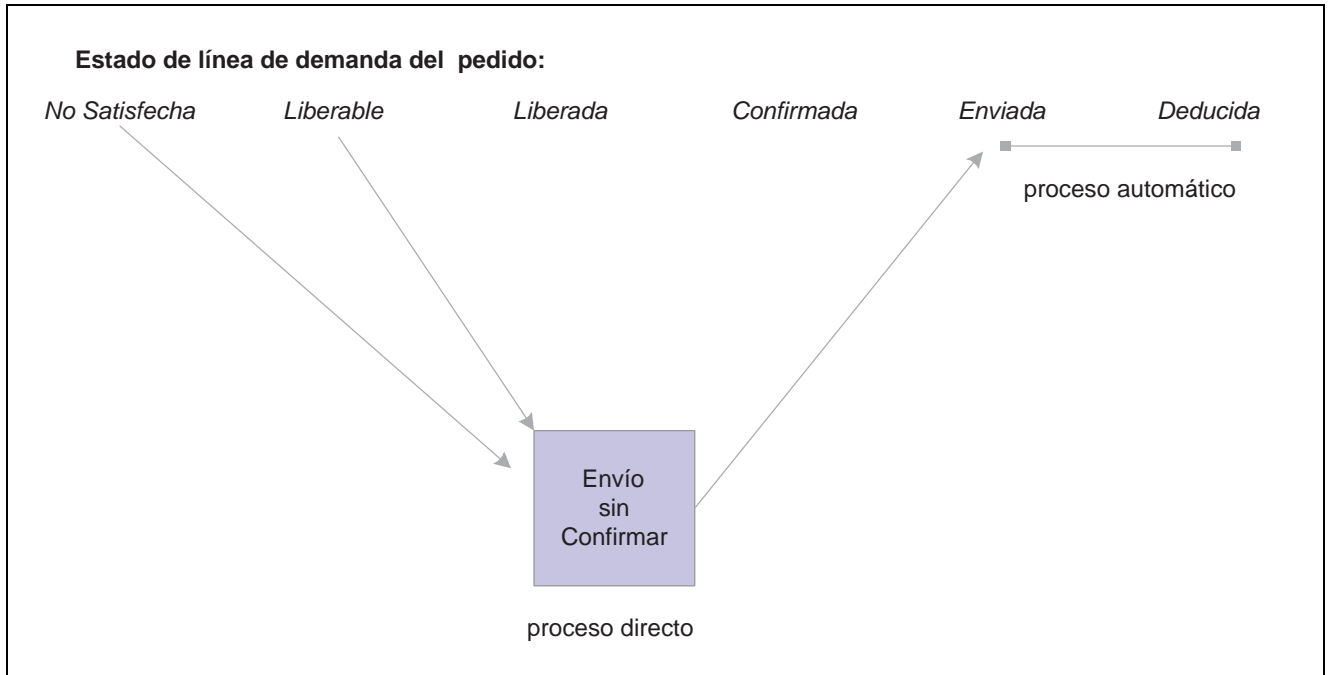 Estado de línea de demanda del pedido:
No Satisfecha Liberable Liberada Confirmada Enviada Deducida
proceso automático
Envío
sin
Confirmar
proceso directo